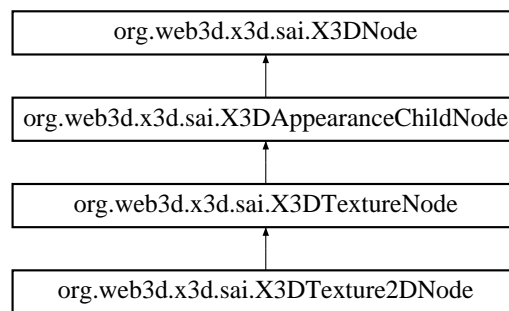 org.web3d.x3d.sai.X3DNode
org.web3d.x3d.sai.X3DAppearanceChildNode
org.web3d.x3d.sai.X3DTextureNode
org.web3d.x3d.sai.X3DTexture2DNode